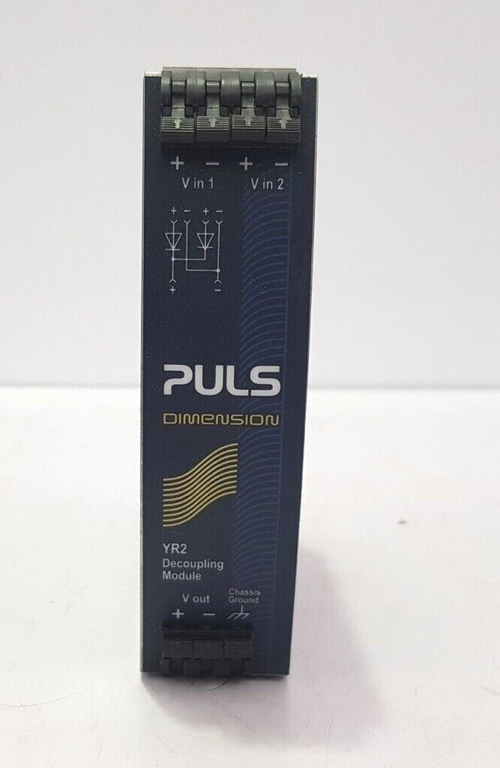 + − + −
V in 1 V in 2
+ − + −
+ −
PULS
DIMENSION
YR2
Decoupling
Module
V out Chassis Ground
+ −